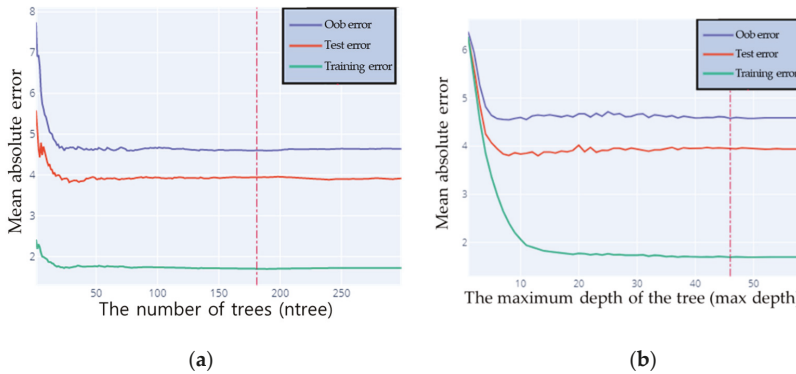 8
7
6
5
4
3
2
Mean absolute error
Oob error
Test error
Training error
50
100
150
200
250
The number of trees (ntree)
(a)
6
5
4
3
2
Mean absolute error
Oob error
Test error
Training error
10
20
30
40
50
The maximum depth of the tree (max depth
(b)